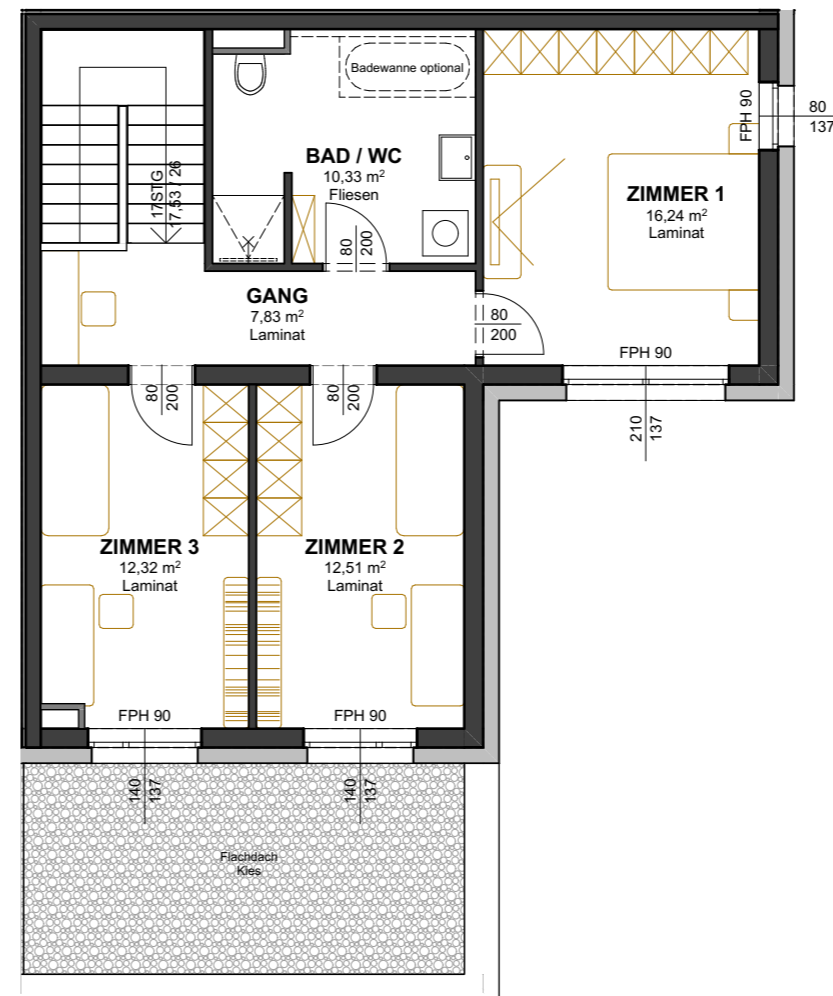 Badewanne optional
BAD / WC
10,33 m²
Fliesen
80
200
17STG
17,53 / 26
FPH 90
80
137
ZIMMER 1
16,24 m²
Laminat
GANG
7,83 m²
Laminat
80
200
FPH 90
210
137
80
200
80
200
ZIMMER 3
12,32 m²
Laminat
ZIMMER 2
12,51 m²
Laminat
FPH 90
FPH 90
140
137
140
137
Flachdach
Kies